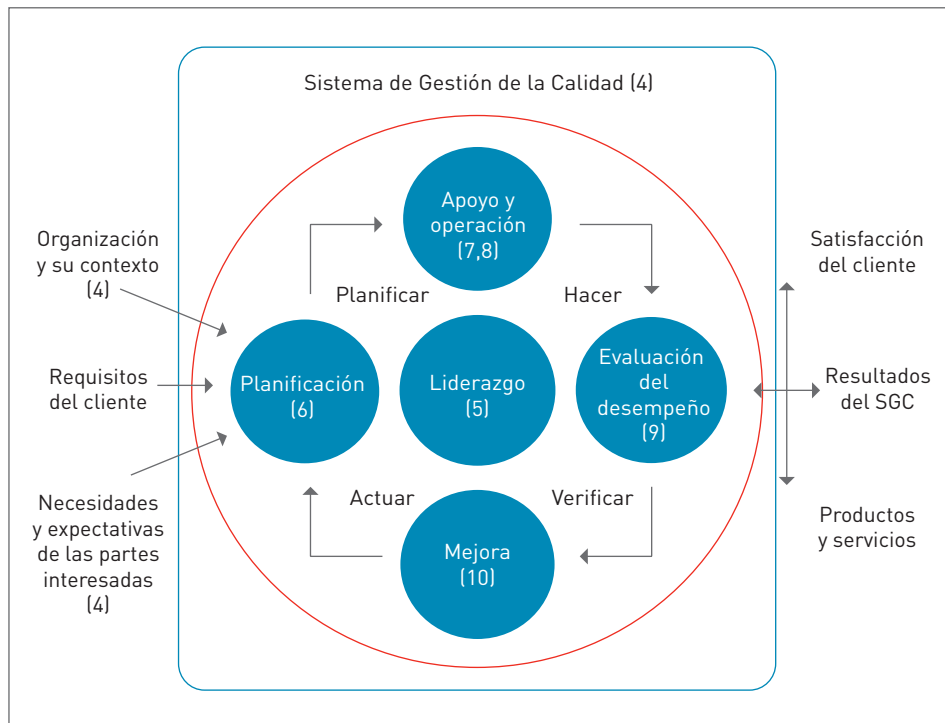 Sistema de Gestión de la Calidad (4)
Organización
y su contexto
(4)
Requisitos
del cliente
Necesidades
y expectativas
de las partes
interesadas
(4)
Apoyo y
operación
(7,8)
Planificar
Hacer
Planificación
(6)
Liderazgo
(5)
Evaluación
del
desempeño
(9)
Actuar
Verificar
Mejora
(10)
Satisfacción
del cliente
Resultados
del SGC
Productos
y servicios